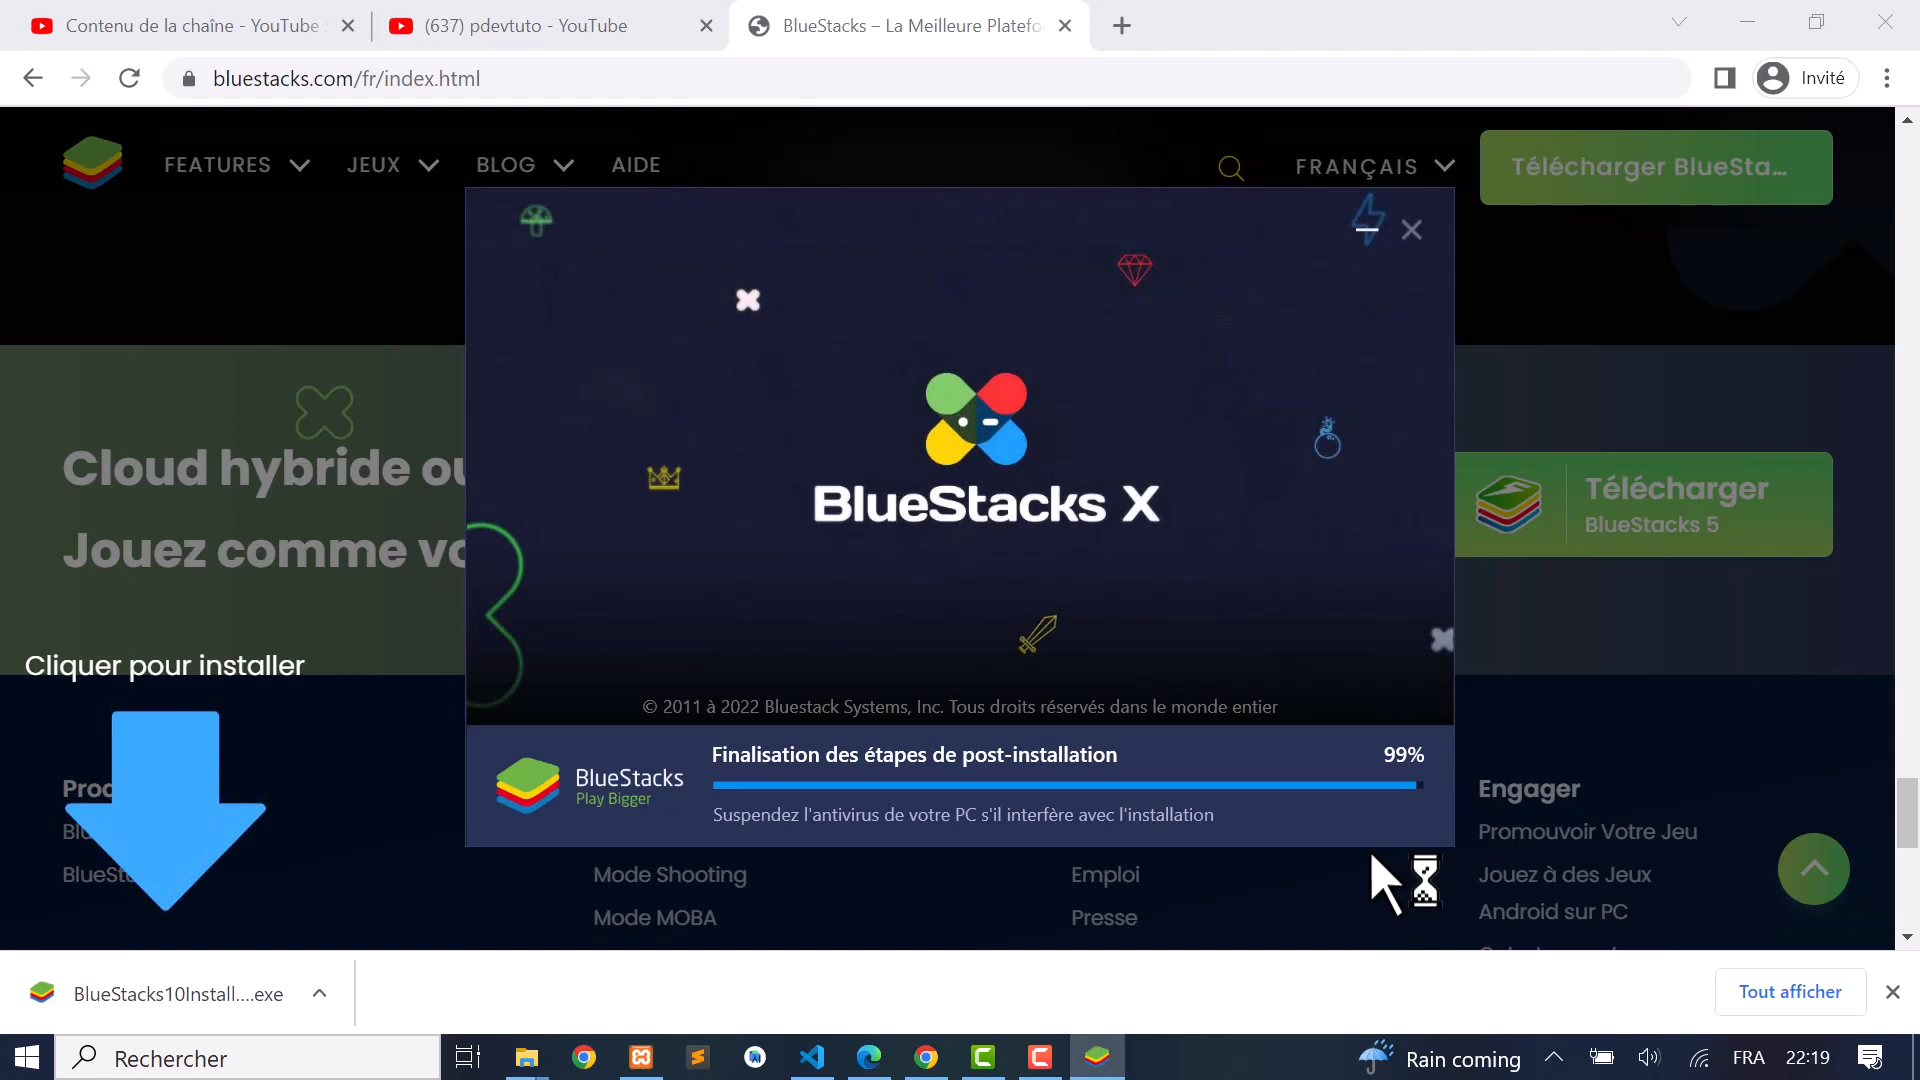 Contenu de la chaîne - YouTube
(637) pdevtuto - YouTube
BlueStacks – La Meilleure Platefo
bluestacks.com/fr/index.html
Invité
FEATURES
JEUX
BLOG
AIDE
FRANÇAIS
Télécharger BlueSta...
Cloud hybride ou
Jouez comme vo
BlueStacks X
Télécharger
BlueStacks 5
Cliquer pour installer
© 2011 à 2022 Bluestack Systems, Inc. Tous droits réservés dans le monde entier
BlueStacks
Play Bigger
Finalisation des étapes de post-installation
99%
Suspendez l'antivirus de votre PC s'il interfère avec l'installation
Mode Shooting
Mode MOBA
Emploi
Presse
Engager
Promouvoir Votre Jeu
Jouez à des Jeux
Android sur PC
BlueStacks10Install....exe
Tout afficher
Rechercher
Rain coming
FRA
22:19